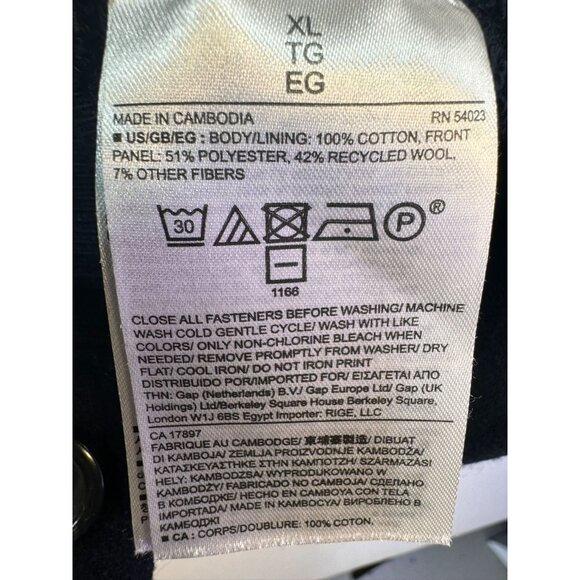 XL
TG
EG
MADE IN CAMBODIA RN 54023
■ US/GB/EG : BODY/LINING: 100% COTTON, FRONT
PANEL: 51% POLYESTER, 42% RECYCLED WOOL,
7% OTHER FIBERS
30 P ®
1166
CLOSE ALL FASTENERS BEFORE WASHING/ MACHINE
WASH COLD GENTLE CYCLE/ WASH WITH LIKE
COLORS/ ONLY NON-CHLORINE BLEACH WHEN
NEEDED/ REMOVE PROMPTLY FROM WASHER/ DRY
FLAT/ COOL IRON/ DO NOT IRON PRINT
DISTRIBUTED FOR/IMPORTED FOR/ ΕΙΣΑΓΕΤΑΙ ΑΠΟ
ΤΗΝ: Gap (Netherlands) B.V./ Gap Europe Ltd/ Gap (UK
Holdings) Ltd/Berkeley Square House Berkeley Square,
London W1J 6BS Egypt Importer: RIGE, LLC
CA 17897
FABRIQUE AU CAMBODGE/ 柬埔寨製造/ DIBUAT
DI KAMBOJA/ ZEMLJA PROIZVODNJE KAMBODŽA/
ΚΑΤΑΣΚΕΥΑΣΤΗΚΕ ΣΤΗΝ ΚΑΜΠΟΤΖΗ/ SZÁRMAZÁSI
HELY: KAMBODZSA/ WYPRODUKOWANO W
KAMBODŻY/ FABRICADO NO CAMBOJA/ СДЕЛАНО
В КОМБОДЖЕ/ HECHO EN CAMBOYA CON TELA
IMPORTADA/ MADE IN KAMBOÇYA/ VYROBENÉ V
КАМБОДЖІ
■ CA : CORPS/DOUBLURE: 100% COTON,